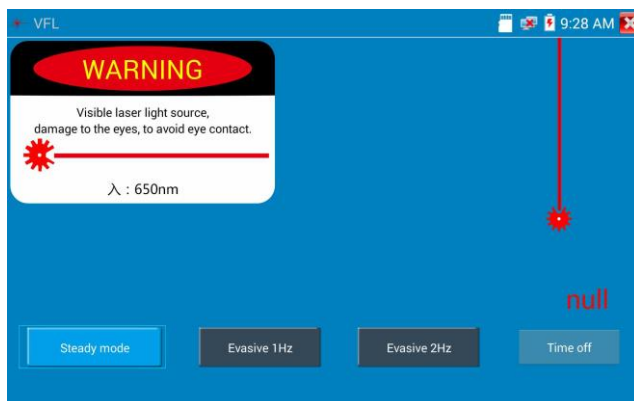 VFL
9:28 AM
WARNING
Visible laser light source,
damage to the eyes, to avoid eye contact.
入 : 650nm
null
Steady mode
Evasive 1Hz
Evasive 2Hz
Time off